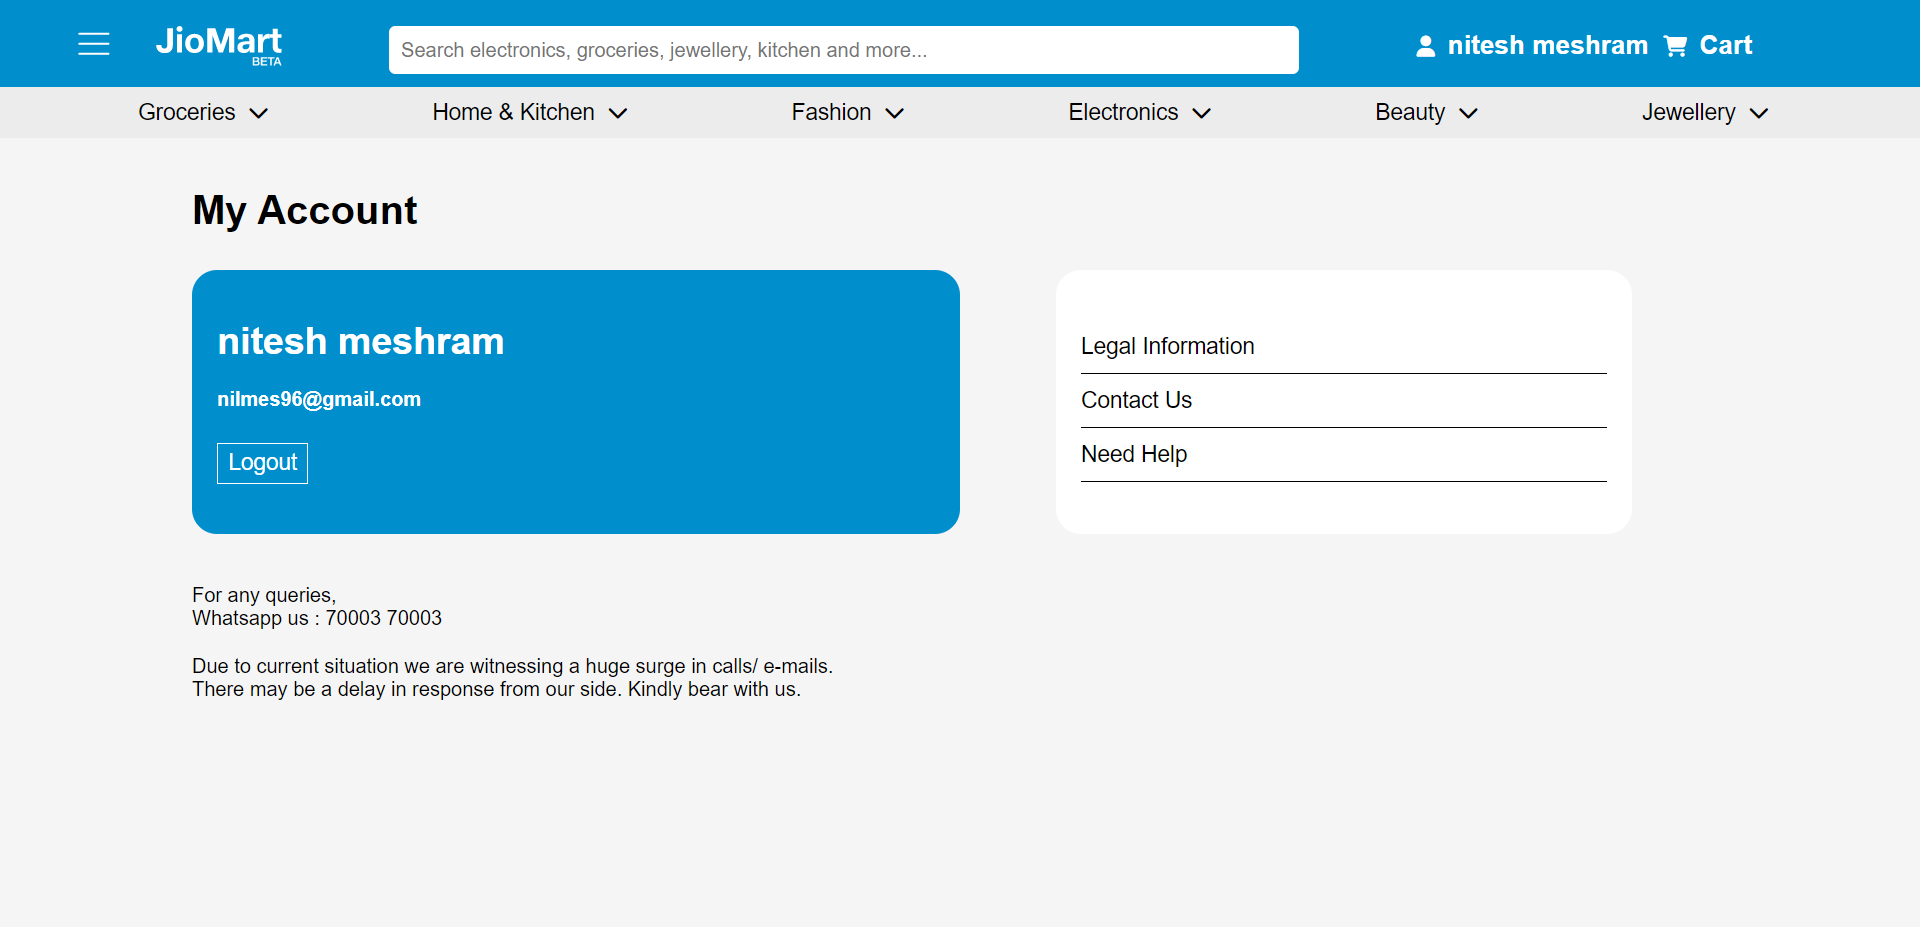 JioMart
BETA
Search electronics, groceries, jewellery, kitchen and more...
nitesh meshram
Cart
Groceries
Home & Kitchen
Fashion
Electronics
Beauty
Jewellery
My Account
nitesh meshram
nilmes96@gmail.com
Logout
Legal Information
Contact Us
Need Help
For any queries,
Whatsapp us : 70003 70003
Due to current situation we are witnessing a huge surge in calls/ e-mails.
There may be a delay in response from our side. Kindly bear with us.